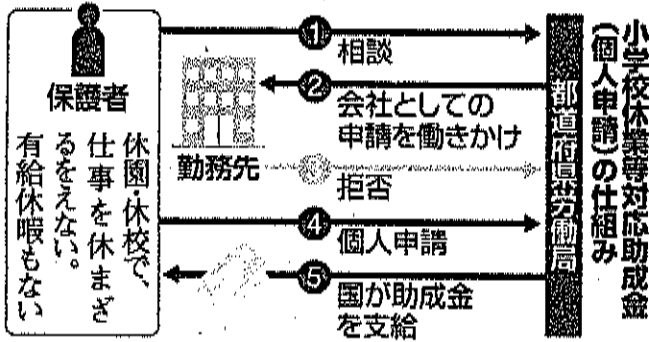 小学校休業等対応助成金
(個人申請)の仕組み
保護者
休園・休校で、
仕事を休まざ
るをえない。
有給休暇もない
勤務先
都道府県労働局
1
相談
2
会社としての
申請を働きかけ
3
拒否
4
個人申請
5
国が助成金
を支給